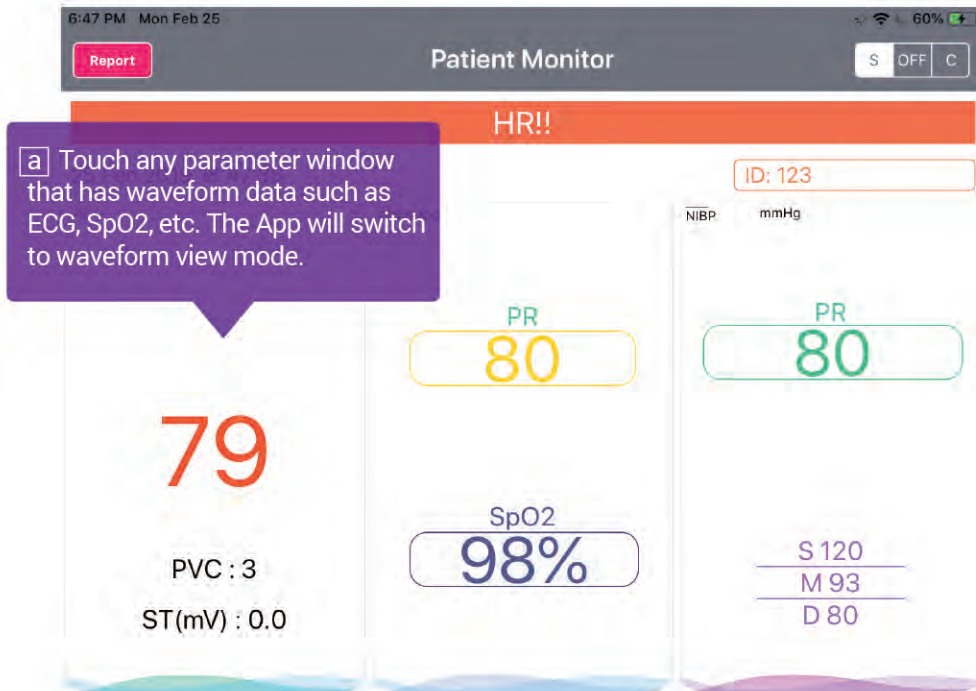 6:47 PM Mon Feb 25
60%
Report
Patient Monitor
S OFF C
HR!!
a Touch any parameter window
that has waveform data such as
ECG, SpO2, etc. The App will switch
to waveform view mode.
ID: 123
NIBP mmHg
79
PVC : 3
ST(mV) : 0.0
PR
80
SpO2
98%
PR
80
S 120
M 93
D 80